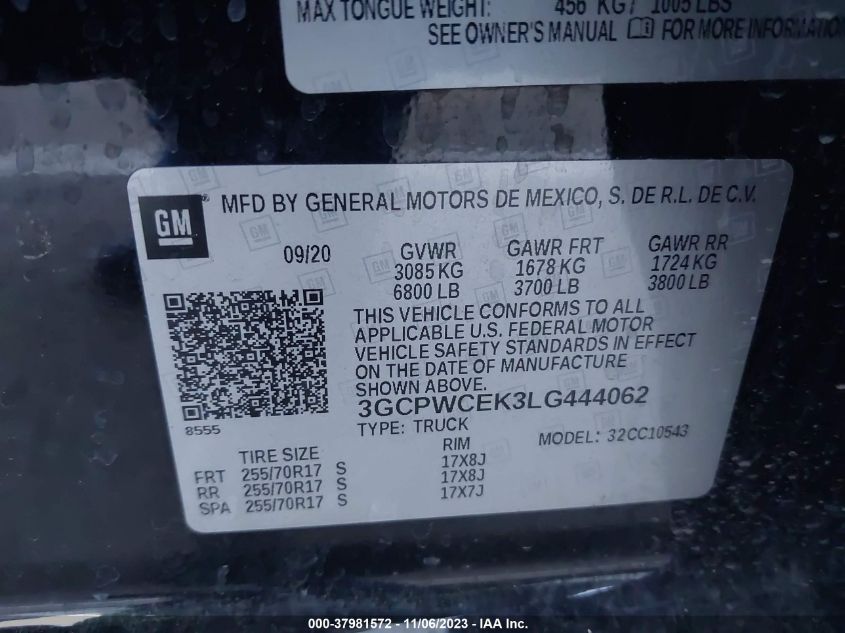 MAX TONGUE WEIGHT: 456 KG / 1005 LBS
SEE OWNER'S MANUAL FOR MORE INFORMATION
GM
MFD BY GENERAL MOTORS DE MEXICO, S. DE R.L. DE C.V.
09/20 GVWR GAWR FRT GAWR RR
3085 KG 1678 KG 1724 KG
6800 LB 3700 LB 3800 LB
THIS VEHICLE CONFORMS TO ALL
APPLICABLE U.S. FEDERAL MOTOR
VEHICLE SAFETY STANDARDS IN EFFECT
ON THE DATE OF MANUFACTURE
SHOWN ABOVE.
3GCPWCEK3LG444062
8555
TYPE: TRUCK MODEL: 32CC10543
TIRE SIZE RIM
FRT 255/70R17 S 17X8J
RR 255/70R17 S 17X8J
SPA 255/70R17 S 17X7J
000-37981572 — 11/06/2023 — IAA Inc.